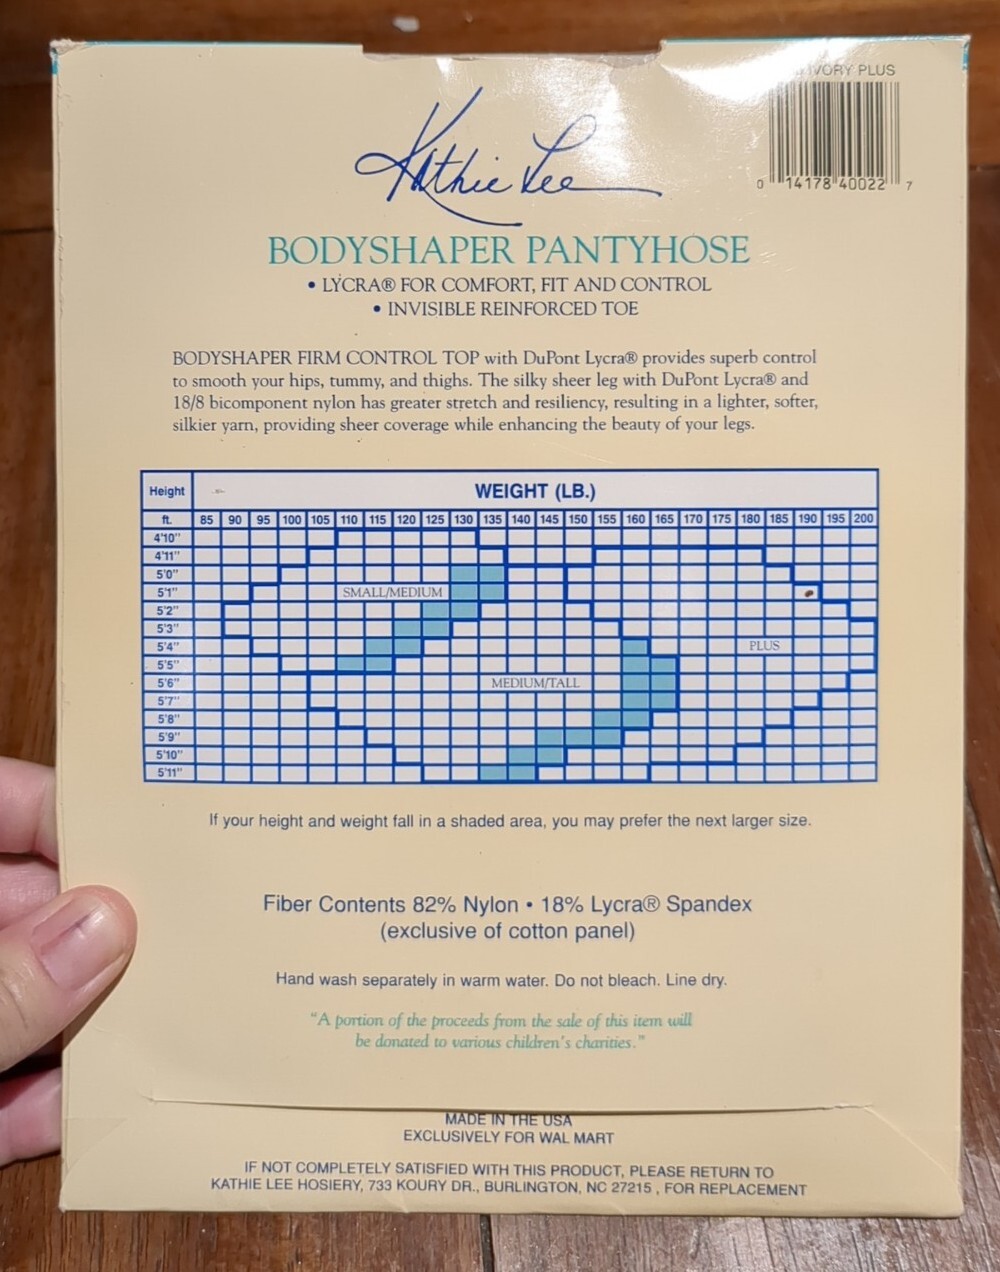 IVORY PLUS
0 14178 40022 7
Kathie Lee
BODYSHAPER PANTYHOSE
• LYCRA® FOR COMFORT, FIT AND CONTROL
• INVISIBLE REINFORCED TOE
BODYSHAPER FIRM CONTROL TOP with DuPont Lycra® provides superb control
to smooth your hips, tummy, and thighs. The silky sheer leg with DuPont Lycra® and
18/8 bicomponent nylon has greater stretch and resiliency, resulting in a lighter, softer,
silkier yarn, providing sheer coverage while enhancing the beauty of your legs.
Height WEIGHT (LB.)
ft. 85 90 95 100 105 110 115 120 125 130 135 140 145 150 155 160 165 170 175 180 185 190 195 200
4'10"
4'11"
5'0"
5'1" SMALL/MEDIUM
5'2"
5'3"
5'4" PLUS
5'5"
5'6" MEDIUM/TALL
5'7"
5'8"
5'9"
5'10"
5'11"
If your height and weight fall in a shaded area, you may prefer the next larger size.
Fiber Contents 82% Nylon • 18% Lycra® Spandex
(exclusive of cotton panel)
Hand wash separately in warm water. Do not bleach. Line dry.
"A portion of the proceeds from the sale of this item will
be donated to various children's charities."
MADE IN THE USA
EXCLUSIVELY FOR WAL MART
IF NOT COMPLETELY SATISFIED WITH THIS PRODUCT, PLEASE RETURN TO
KATHIE LEE HOSIERY, 733 KOURY DR., BURLINGTON, NC 27215 , FOR REPLACEMENT